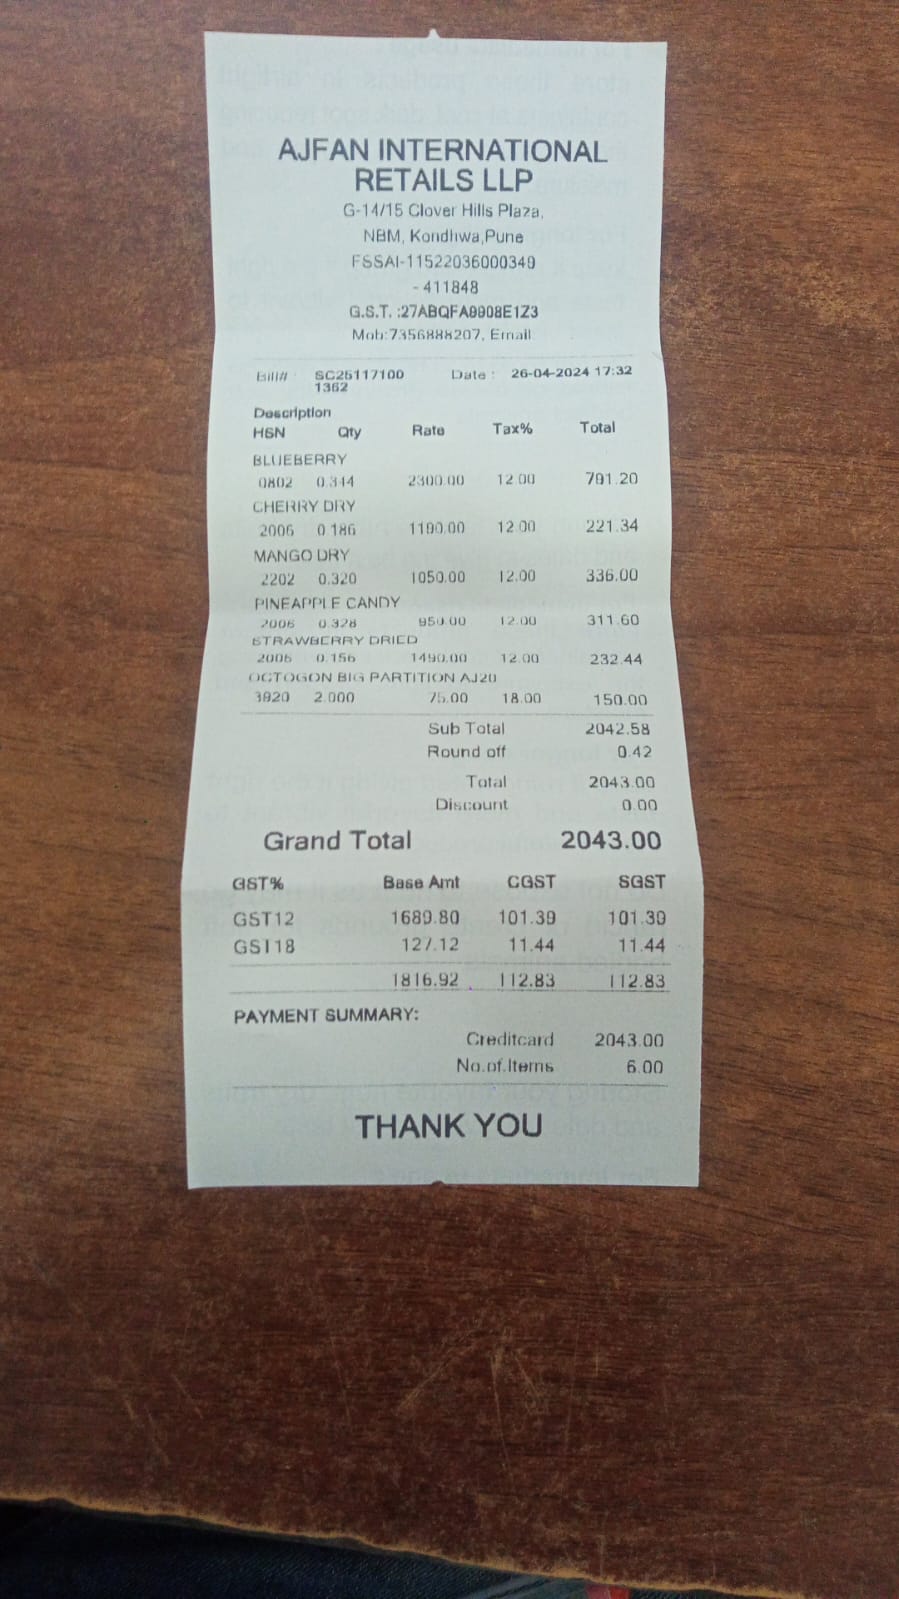 AJFAN INTERNATIONAL
RETAILS LLP
G-14/15 Clover Hills Plaza,
NBM, Kondhwa,Pune
FSSAI-11522036000349
- 411848
G.S.T. :27ABQFA9908E1Z3
Mob:7356888207, Email
Bill# : SC25117100 Date : 26-04-2024 17:32
1362
Description
HSN Qty Rate Tax% Total
BLUEBERRY
0802 0.344 2300.00 12.00 791.20
CHERRY DRY
2006 0.186 1190.00 12.00 221.34
MANGO DRY
2202 0.320 1050.00 12.00 336.00
PINEAPPLE CANDY
2006 0.328 950.00 12.00 311.60
STRAWBERRY DRIED
2006 0.156 1490.00 12.00 232.44
OCTOGON BIG PARTITION AJ20
3920 2.000 75.00 18.00 150.00
Sub Total 2042.58
Round off 0.42
Total 2043.00
Discount 0.00
Grand Total 2043.00
GST% Base Amt CGST SGST
GST12 1689.80 101.39 101.39
GST18 127.12 11.44 11.44
1816.92 112.83 112.83
PAYMENT SUMMARY:
Creditcard 2043.00
No.of.Items 6.00
THANK YOU